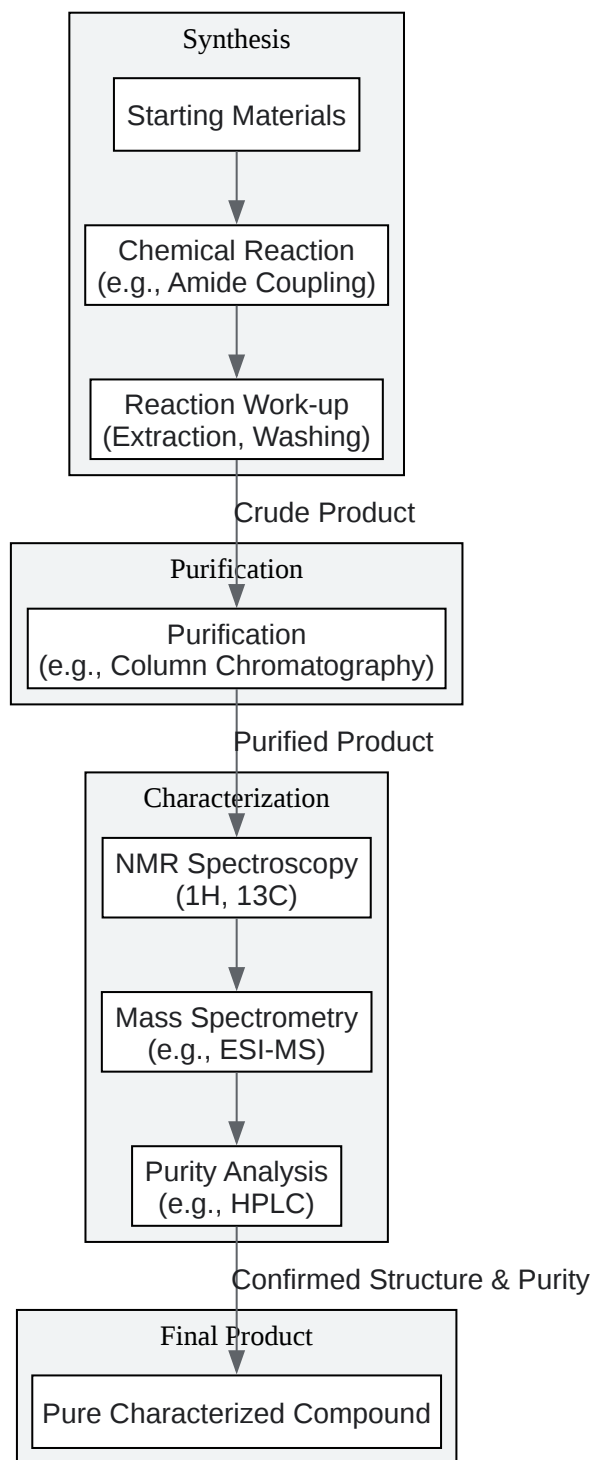 Synthesis
Starting Materials
Chemical Reaction
(e.g., Amide Coupling)
Reaction Work-up
(Extraction, Washing)
Crude Product
Purification
Purification
(e.g., Column Chromatography)
Purified Product
Characterization
NMR Spectroscopy
(1H, 13C)
Mass Spectrometry
(e.g., ESI-MS)
Purity Analysis
(e.g., HPLC)
Confirmed Structure & Purity
Final Product
Pure Characterized Compound